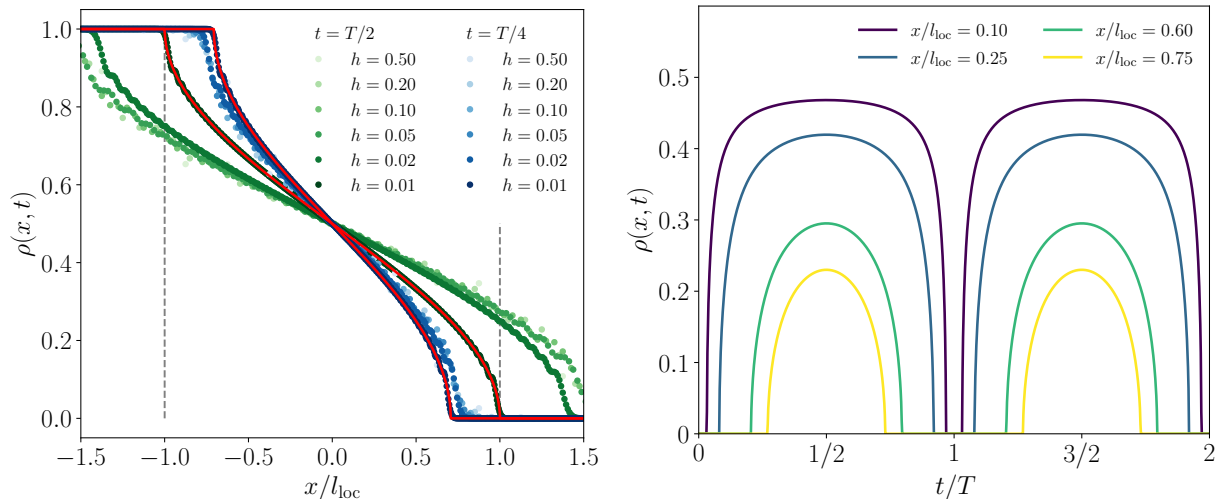 ρ(x, t)
1.0
0.8
0.6
0.4
0.2
0.0
−1.5
−1.0
−0.5
0.0
0.5
1.0
1.5
x/l_loc
t = T/2
h = 0.50
h = 0.20
h = 0.10
h = 0.05
h = 0.02
h = 0.01
t = T/4
h = 0.50
h = 0.20
h = 0.10
h = 0.05
h = 0.02
h = 0.01
ρ(x, t)
0.5
0.4
0.3
0.2
0.1
0
0
1/2
1
3/2
2
t/T
x/l_loc = 0.10
x/l_loc = 0.25
x/l_loc = 0.60
x/l_loc = 0.75